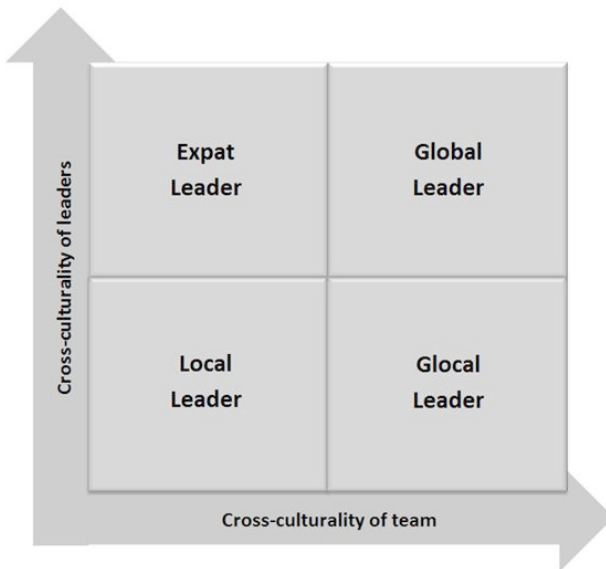 Cross-culturality of leaders
Expat
Leader
Global
Leader
Local
Leader
Glocal
Leader
Cross-culturality of team